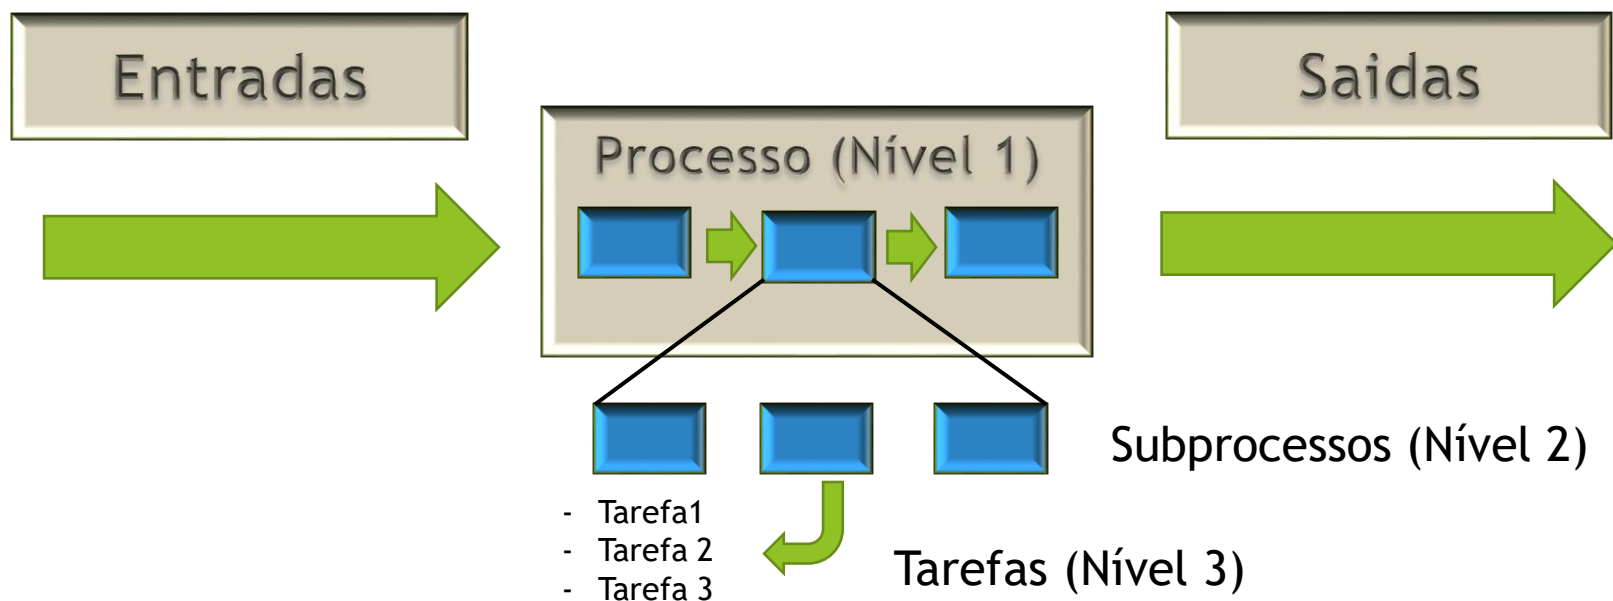 Entradas
Saidas
Processo (Nível 1)
Subprocessos (Nível 2)
- Tarefa1
- Tarefa 2
- Tarefa 3
Tarefas (Nível 3)